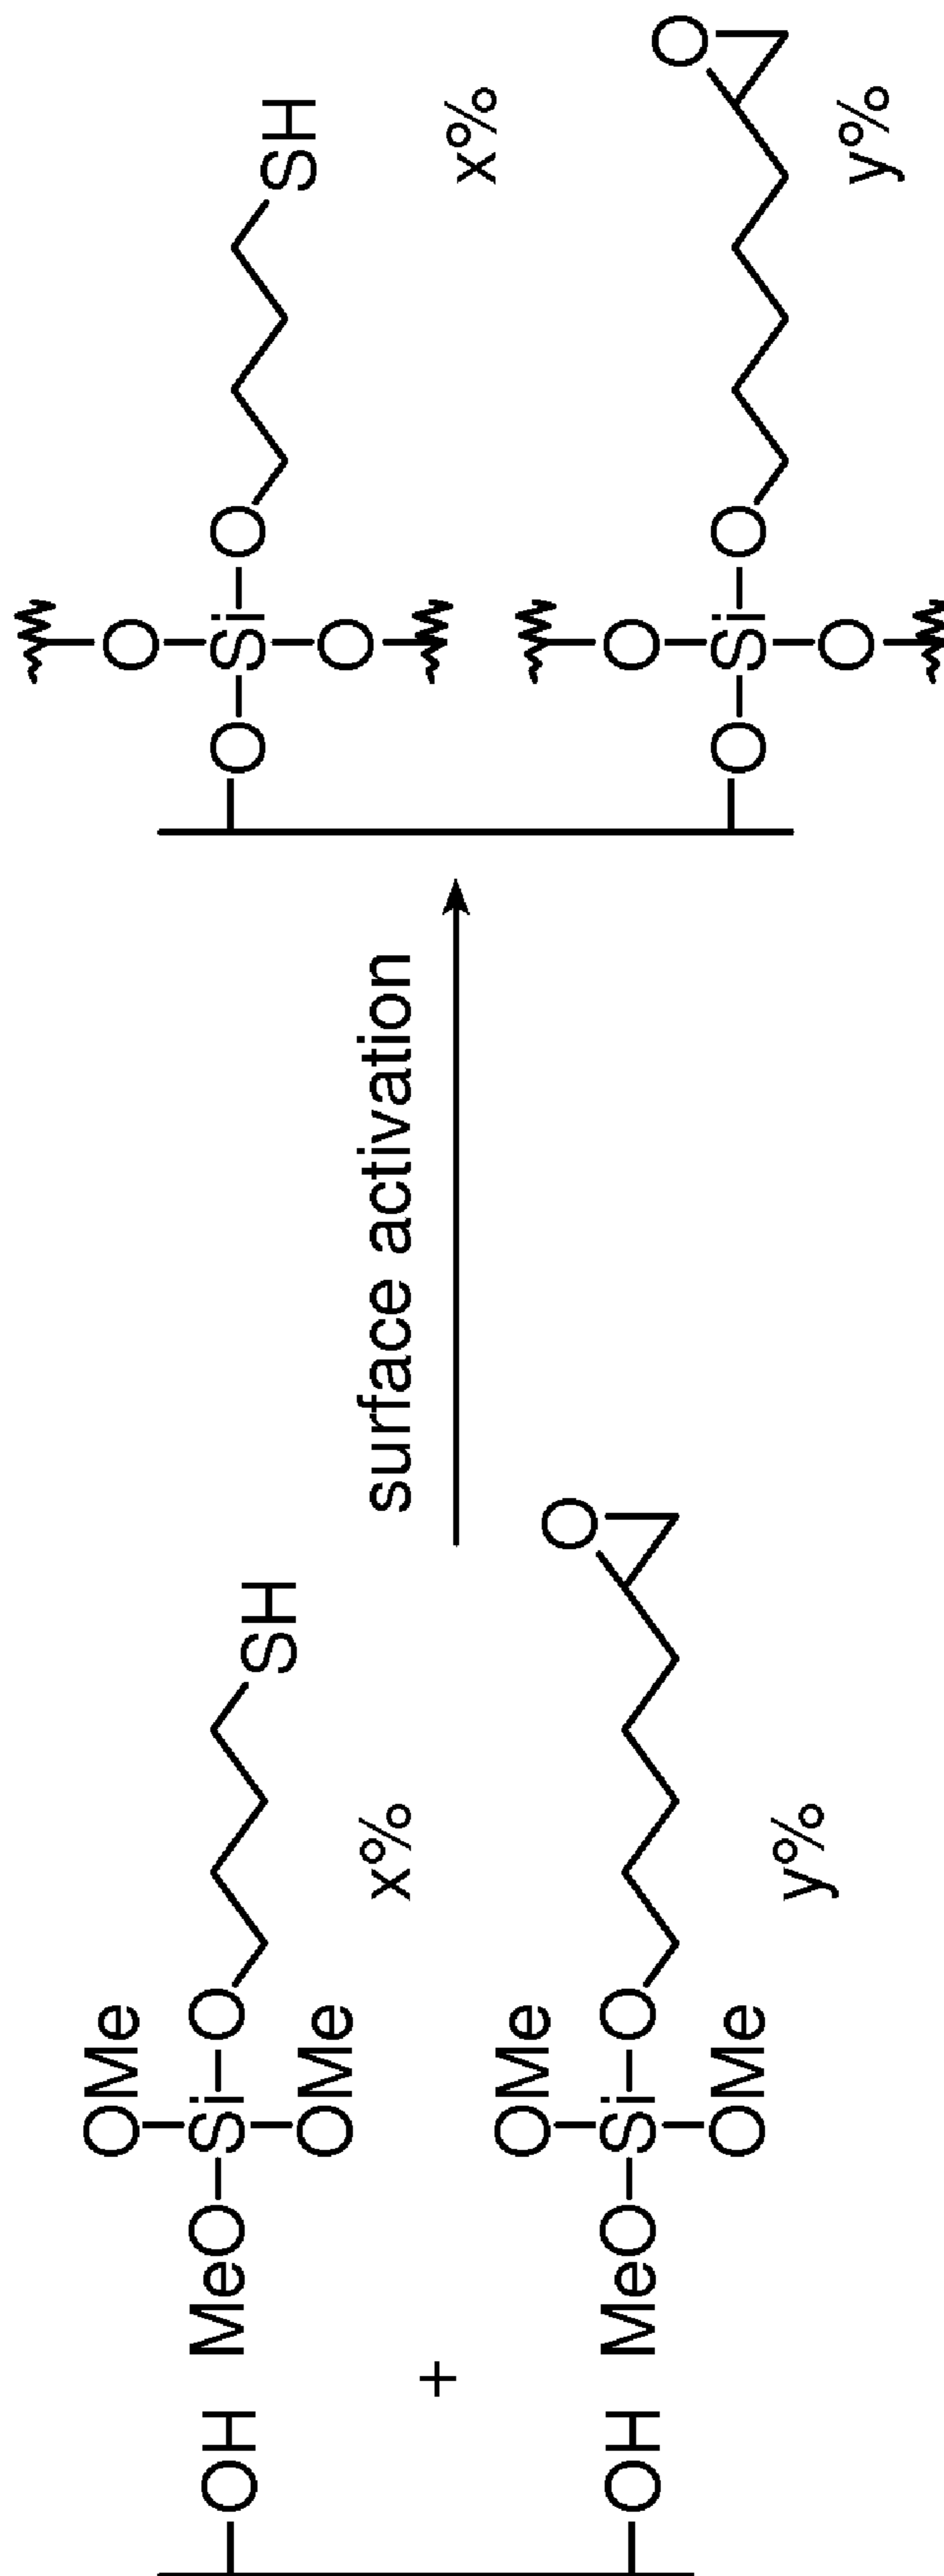 OMe
OH MeO–Si–O SH
OMe
x%
+
OMe
OH MeO–Si–O O
OMe
y%
surface activation
O
O–Si–O SH
O
x%
O
O–Si–O O
O
y%